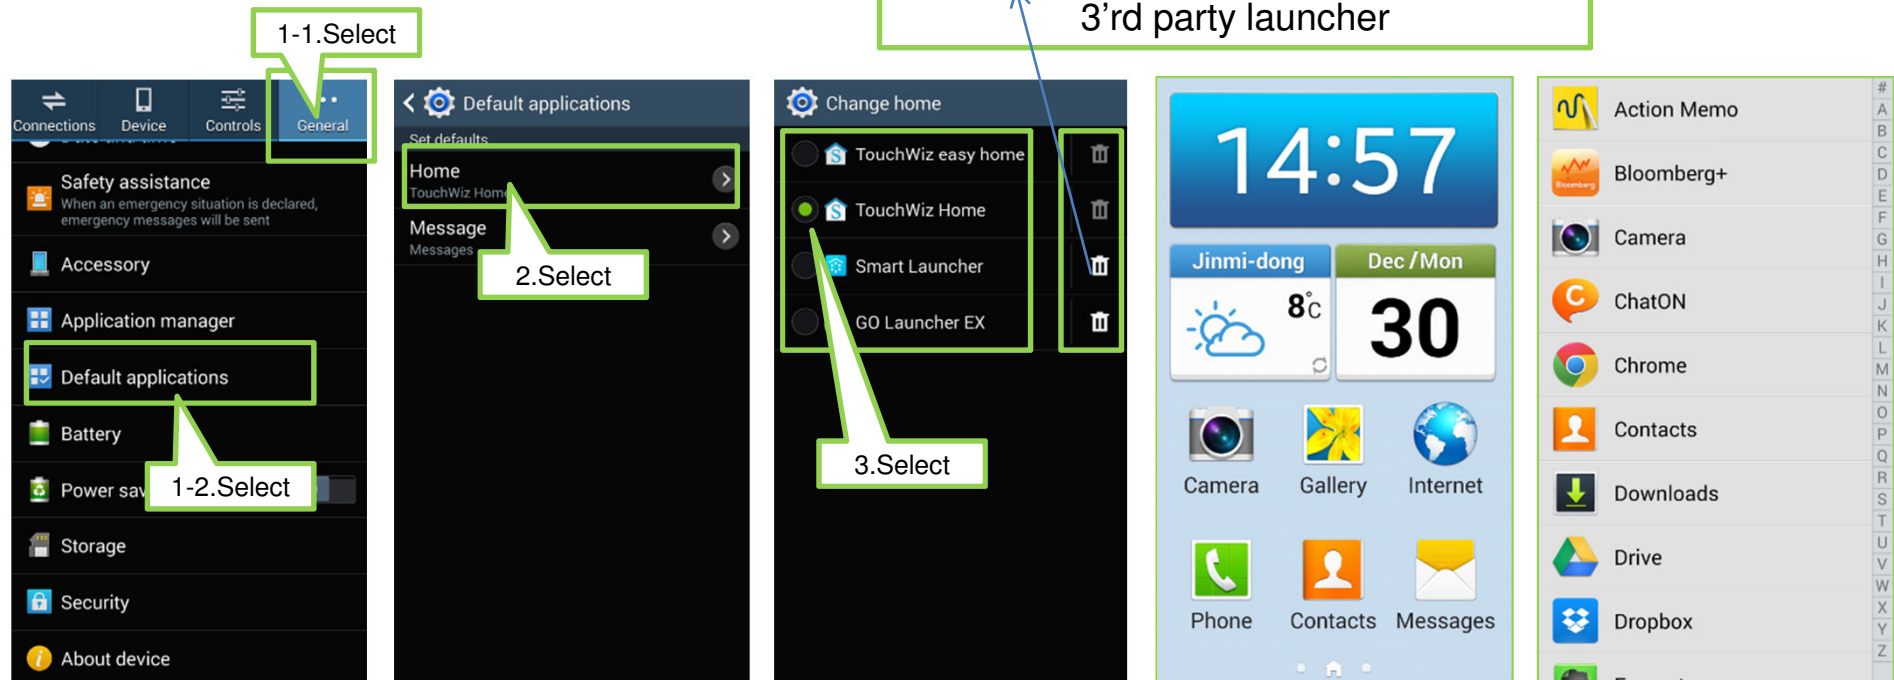 3'rd party launcher
1-1.Select
Connections
Device
Controls
General
Safety assistance
When an emergency situation is declared,
emergency messages will be sent
Accessory
Application manager
Default applications
Battery
Power sav
1-2.Select
Storage
Security
About device
Default applications
Set defaults
Home
TouchWiz Home
Message
Messages
2.Select
Change home
TouchWiz easy home
TouchWiz Home
Smart Launcher
GO Launcher EX
3.Select
14:57
Jinmi-dong
8°C
Dec / Mon
30
Camera
Gallery
Internet
Phone
Contacts
Messages
Action Memo
Bloomberg
Bloomberg+
Camera
ChatON
Chrome
Contacts
Downloads
Drive
Dropbox
#
A
B
C
D
E
F
G
H
I
J
K
L
M
N
O
P
Q
R
S
T
U
V
W
X
Y
Z